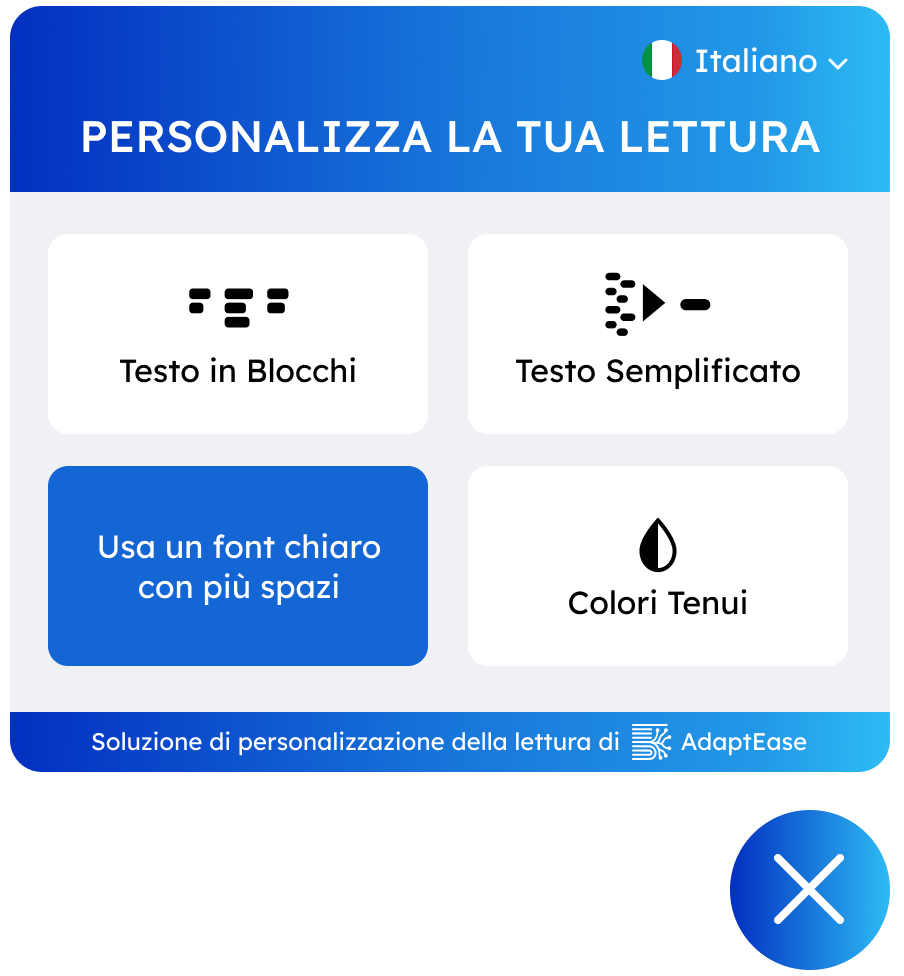 Italiano
PERSONALIZZA LA TUA LETTURA
Testo in Blocchi
Testo Semplificato
Usa un font chiaro
con più spazi
Colori Tenui
Soluzione di personalizzazione della lettura di AdaptEase